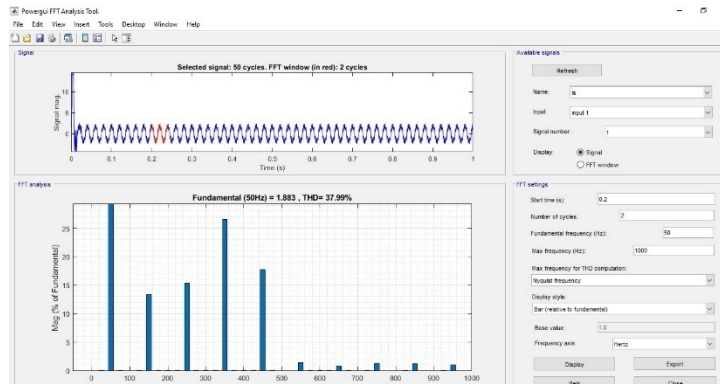 Powergui FFT Analysis Tool.
File Edit View Insert Tools Desktop Window Help
Signal
Selected signal: 50 cycles. FFT window (in red): 2 cycles
Signal mag.
10
5
0
0 0.1 0.2 0.3 0.4 0.5 0.6 0.7 0.8 0.9 1
Time (s)
FFT analysis
Fundamental (50Hz) = 1.883 , THD= 37.99%
Mag (% of Fundamental)
25
20
15
10
5
0
0 100 200 300 400 500 600 700 800 900 1000
Available signals
Refresh
Name:
Is
Input:
input 1
Signal number:
1
Display:
Signal
FFT window
FFT settings
Start time (s):
0.2
Number of cycles:
2
Fundamental frequency (Hz):
50
Max frequency (Hz):
1000
Max frequency for THD computation:
Nyquist frequency
Display style:
Bar (relative to fundamental)
Base value:
1.0
Frequency axis:
Hertz
Display
Export
Help
Close